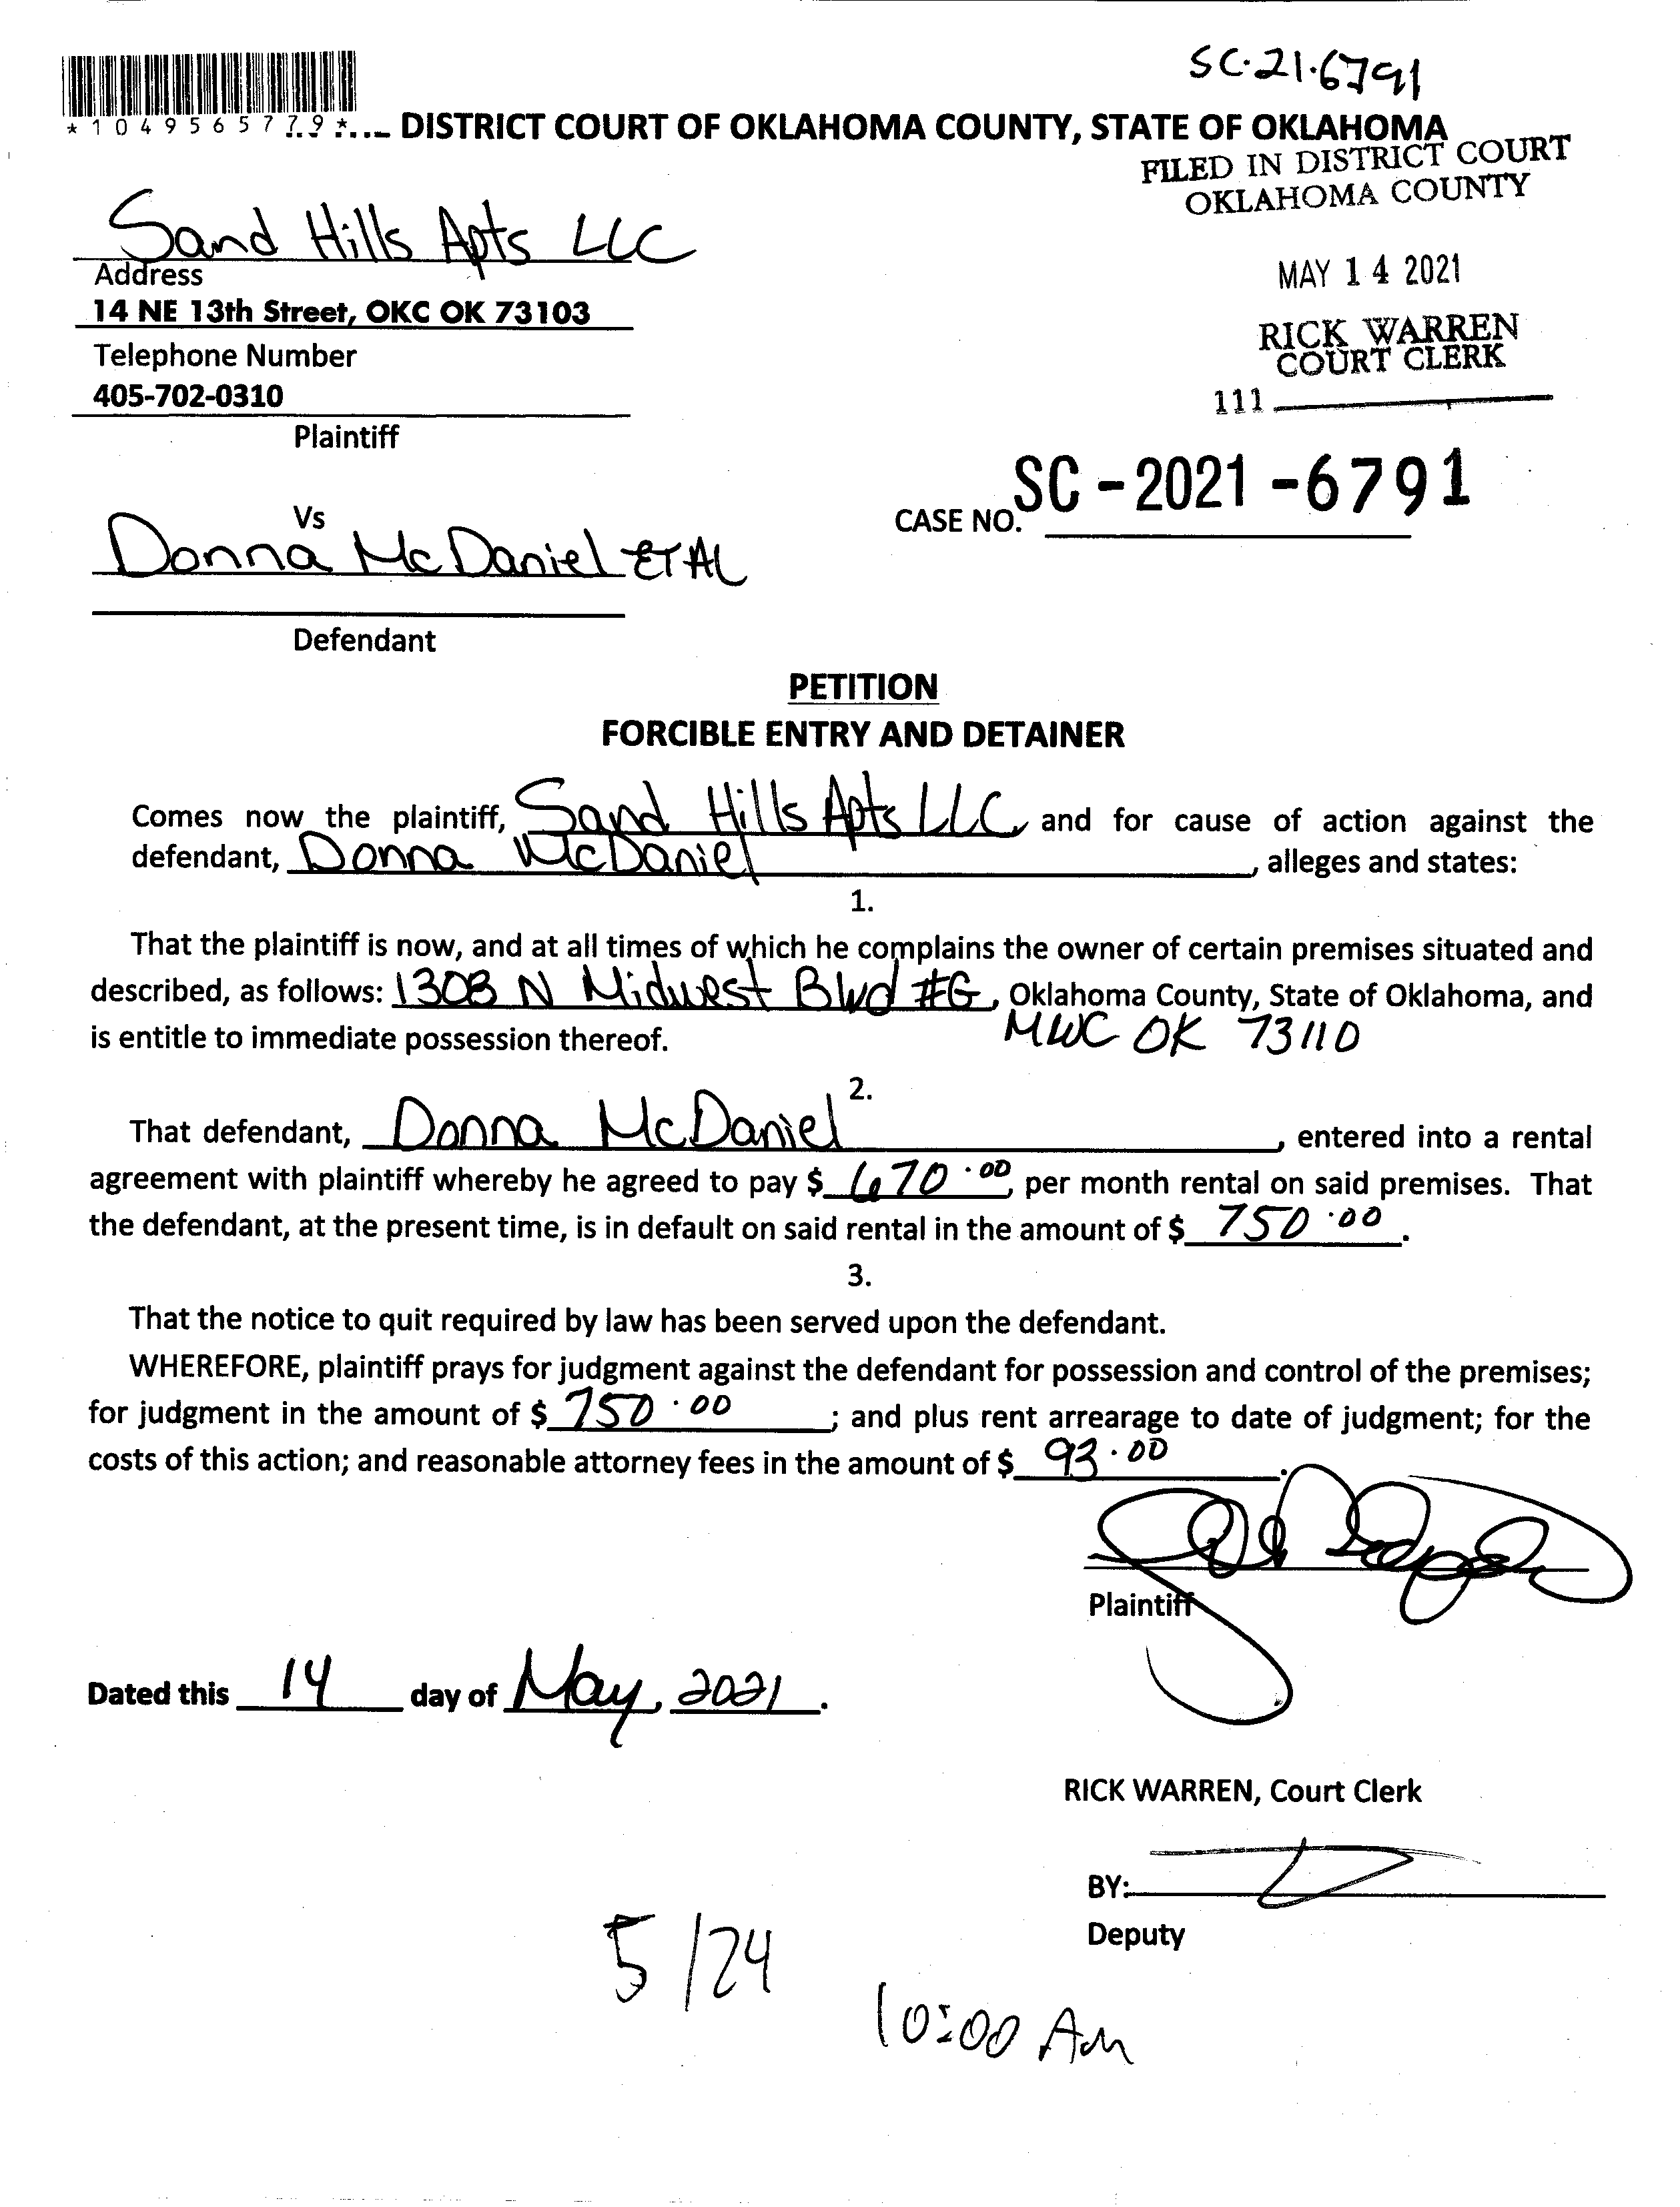 SC.21.6791
*1049565779*
DISTRICT COURT OF OKLAHOMA COUNTY, STATE OF OKLAHOMA
FILED IN DISTRICT COURT
OKLAHOMA COUNTY
MAY 14 2021
RICK WARREN
COURT CLERK
111
Sand Hills Apts LLC
Address
14 NE 13th Street, OKC OK 73103
Telephone Number
405-702-0310
Plaintiff
Vs
CASE NO. SC-2021-6791
Donna McDaniel ET AL
Defendant
PETITION
FORCIBLE ENTRY AND DETAINER
Comes now the plaintiff, Sand Hills Apts LLC, and for cause of action against the
defendant, Donna McDaniel, alleges and states:
1.
That the plaintiff is now, and at all times of which he complains the owner of certain premises situated and
described, as follows: 1308 N Midwest Blvd #G, Oklahoma County, State of Oklahoma, and
is entitle to immediate possession thereof. MWC OK 73110
2.
That defendant, Donna McDaniel, entered into a rental
agreement with plaintiff whereby he agreed to pay $ 670.00, per month rental on said premises. That
the defendant, at the present time, is in default on said rental in the amount of $ 750.00.
3.
That the notice to quit required by law has been served upon the defendant.
WHEREFORE, plaintiff prays for judgment against the defendant for possession and control of the premises;
for judgment in the amount of $ 750.00; and plus rent arrearage to date of judgment; for the
costs of this action; and reasonable attorney fees in the amount of $ 93.00.
Plaintiff
Dated this 14 day of May, 2021.
RICK WARREN, Court Clerk
BY:
Deputy
5/24
10:00 Am